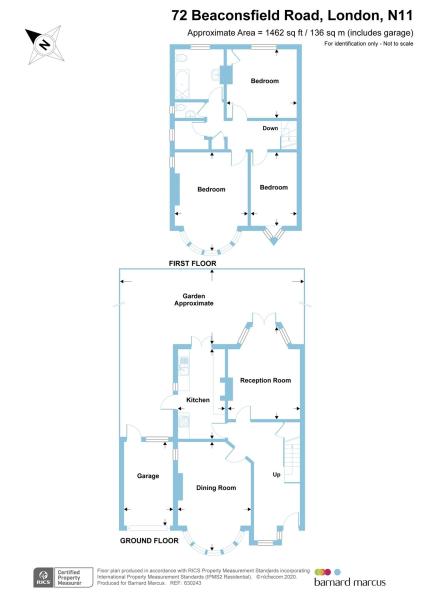 72 Beaconsfield Road, London, N11
Approximate Area = 1462 sq ft / 136 sq m (includes garage)
For identification only - Not to scale
N
Bedroom
Down
Bedroom
Bedroom
FIRST FLOOR
Garden
Approximate
Reception Room
Kitchen
Up
Garage
Dining Room
GROUND FLOOR
RICS
Certified
Property
Measurer
Floor plan produced in accordance with RICS Property Measurement Standards incorporating
International Property Measurement Standards (IPMS2 Residential). ©nichecom 2020.
Produced for Barnard Marcus. REF: 630243
barnard marcus